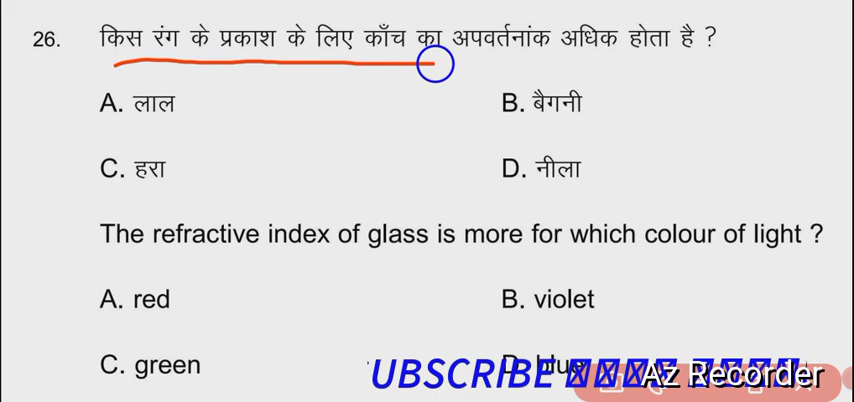 26. किस रंग के प्रकाश के लिए काँच का अपवर्तनांक अधिक होता है ?
A. लाल B. बैगनी
C. हरा D. नीला
The refractive index of glass is more for which colour of light ?
A. red B. violet
C. green D. blue
UBSCRIBE
Az Recorder